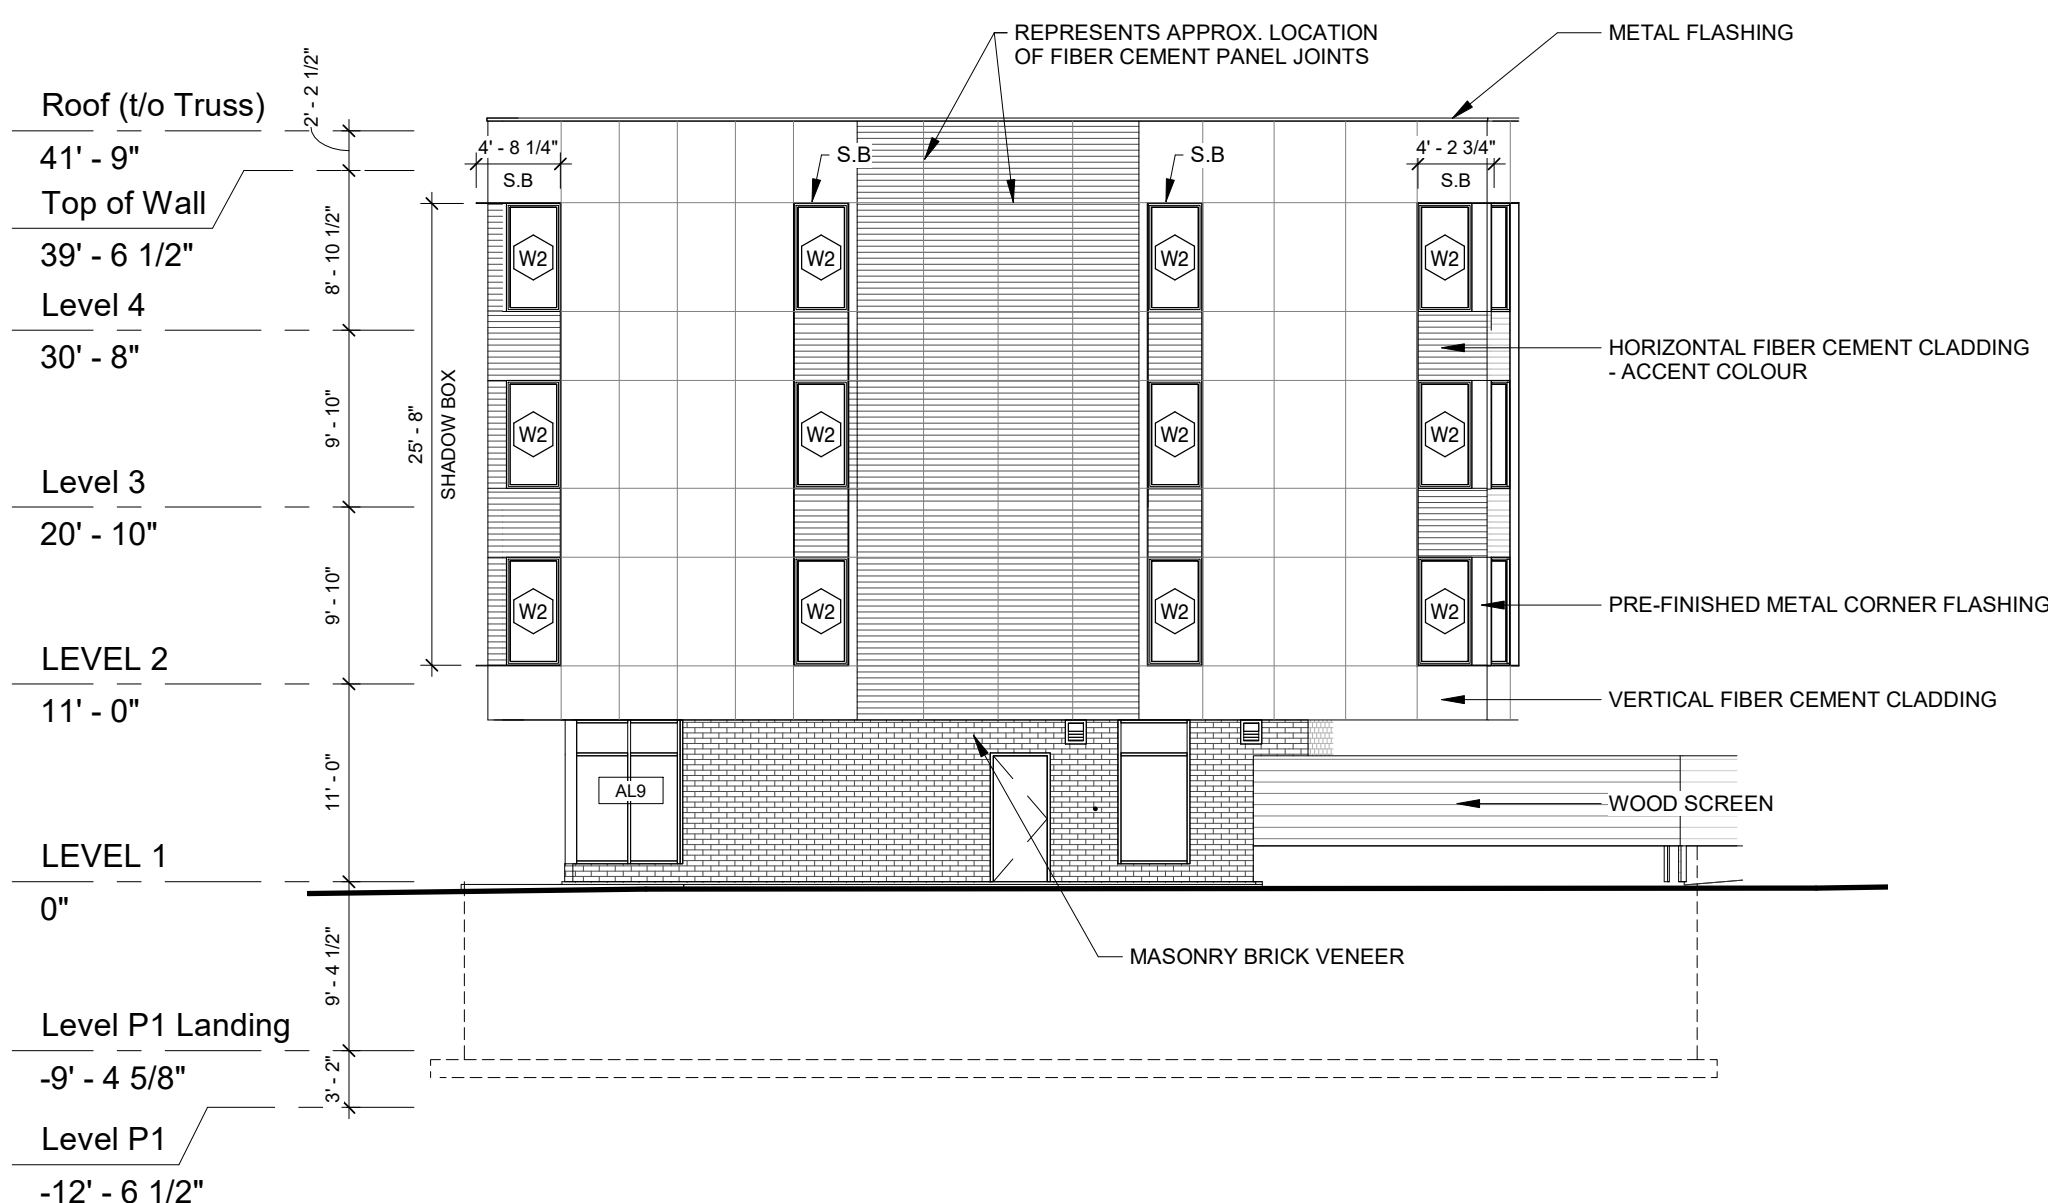 REPRESENTS APPROX. LOCATION
OF FIBER CEMENT PANEL JOINTS
METAL FLASHING
Roof (t/o Truss)
41' - 9"
2' - 2 1/2"
Top of Wall
39' - 6 1/2"
8' - 10 1/2"
Level 4
30' - 8"
9' - 10"
Level 3
20' - 10"
9' - 10"
LEVEL 2
11' - 0"
11' - 0"
LEVEL 1
0"
9' - 4 1/2"
Level P1 Landing
-9' - 4 5/8"
3' - 2"
Level P1
-12' - 6 1/2"
25' - 8"
SHADOW BOX
4' - 8 1/4"
S.B
S.B
S.B
4' - 2 3/4"
S.B
W2
W2
W2
W2
W2
W2
W2
W2
W2
W2
W2
W2
HORIZONTAL FIBER CEMENT CLADDING
- ACCENT COLOUR
PRE-FINISHED METAL CORNER FLASHING
VERTICAL FIBER CEMENT CLADDING
AL9
WOOD SCREEN
MASONRY BRICK VENEER